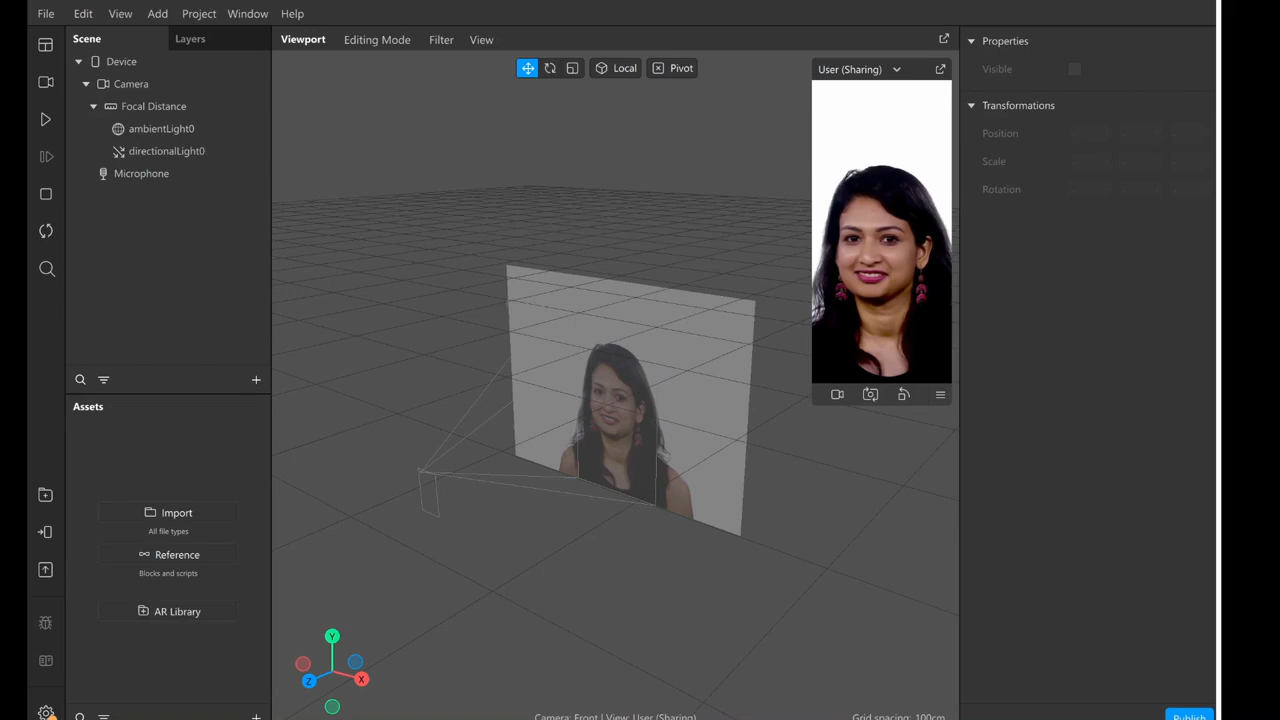 File Edit View Add Project Window Help
Scene Layers
Viewport Editing Mode Filter View
Properties
Device
Local Pivot
User (Sharing)
Visible
Camera
Focal Distance
Transformations
ambientLight0
Position
directionalLight0
Scale
Microphone
Rotation
Assets
Import
All file types
Reference
Blocks and scripts
AR Library
Y
Z
X
Camera: Front | View: User (Sharing)
Grid spacing: 100cm
Publish